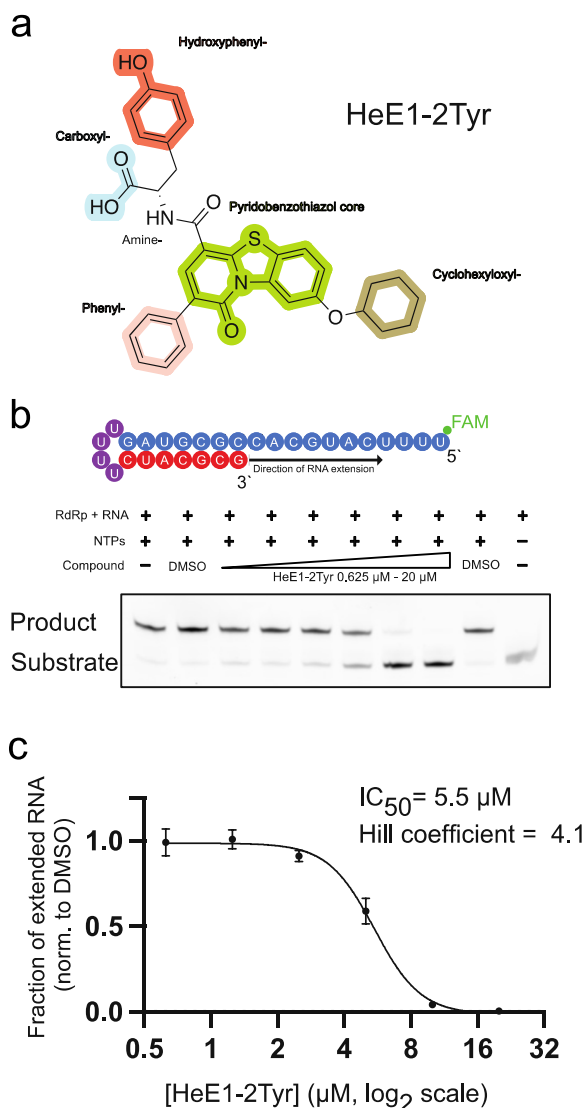 a
Hydroxyphenyl-
HO
HeE1-2Tyr
Carboxyl-
O
HO
NH
O
Amine-
Pyridobenzothiazol core
S
N
Cyclohexyloxyl-
Phenyl-
O
O
b
FAM
U U G A U G C G C C A C G U A C U U U U
U U C U A C G C G
3` Direction of RNA extension 5`
RdRp + RNA + + + + + + + + + +
NTPs + + + + + + + + + −
Compound − DMSO HeE1-2Tyr 0.625 µM - 20 µM DMSO −
Product
Substrate
c
IC50= 5.5 µM
Hill coefficient = 4.1
Fraction of extended RNA
(norm. to DMSO)
1.0
0.5
0.0
0.5 1 2 4 8 16 32
[HeE1-2Tyr] (µM, log2 scale)